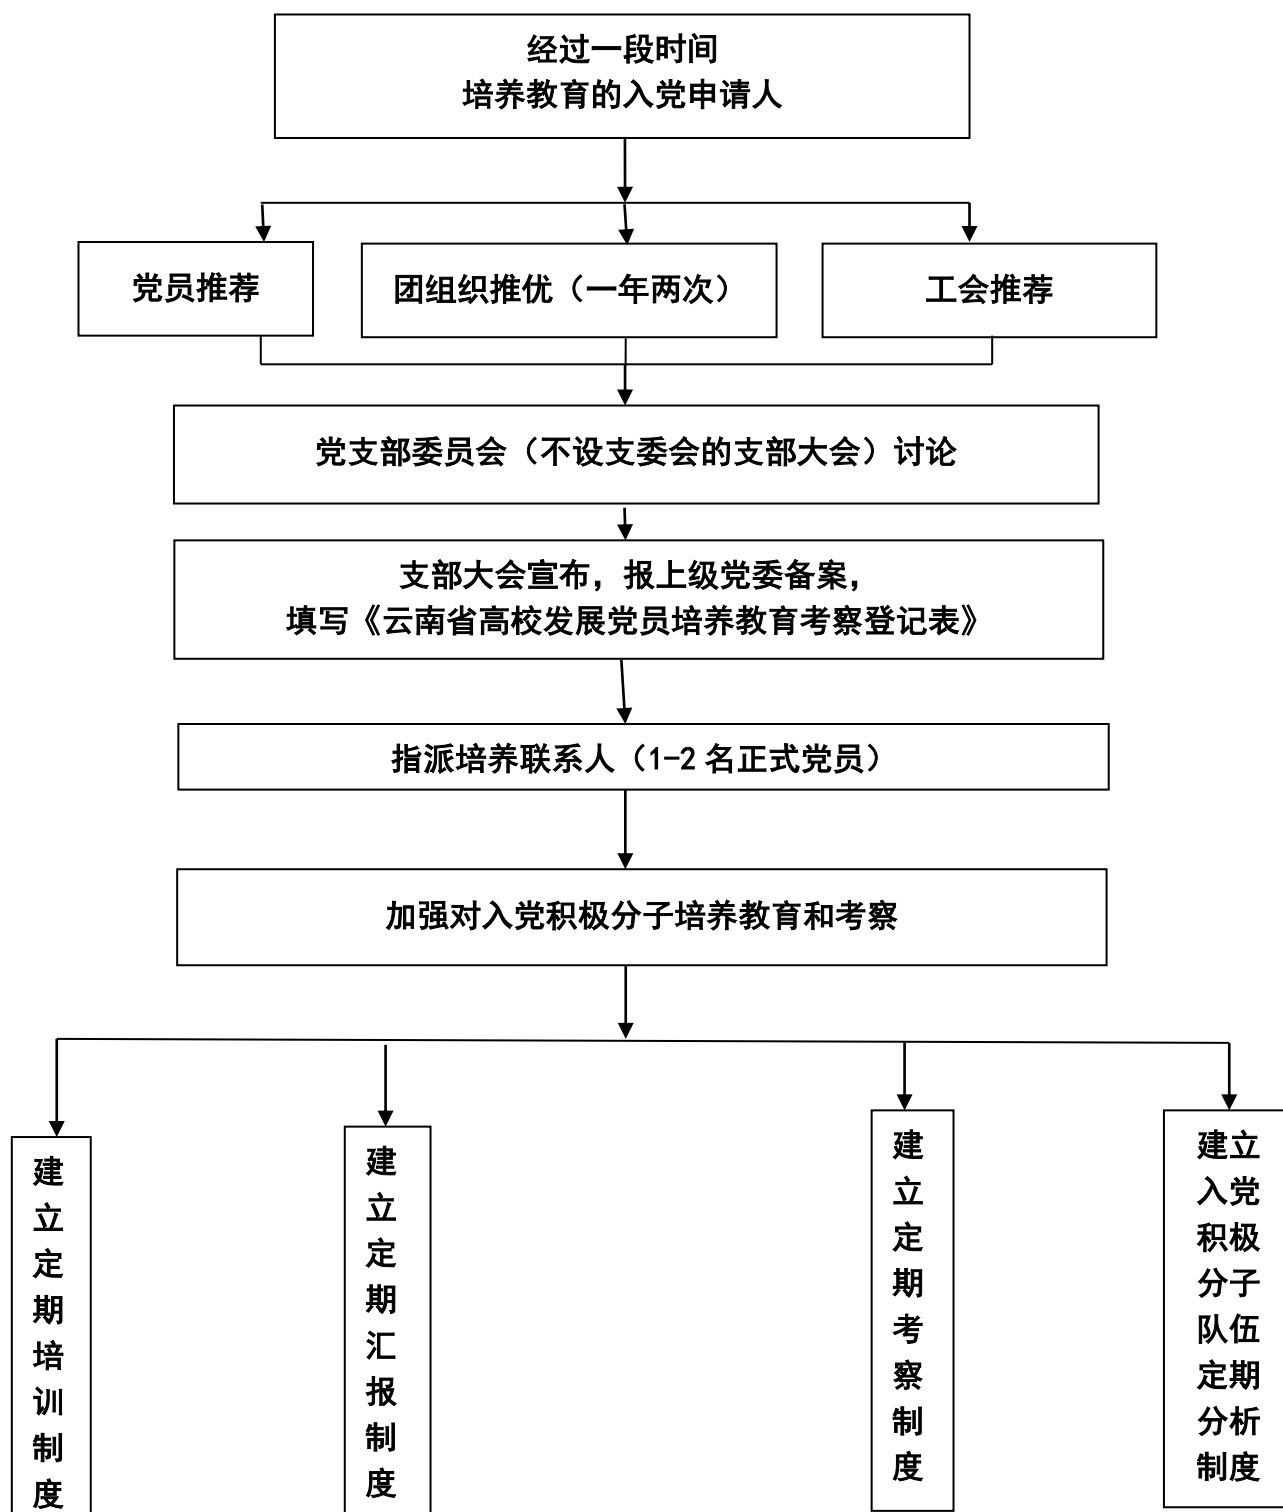 经过一段时间
培养教育的入党申请人
党员推荐
团组织推优（一年两次）
工会推荐
党支部委员会（不设支委会的支部大会）讨论
支部大会宣布，报上级党委备案，
填写《云南省高校发展党员培养教育考察登记表》
指派培养联系人（1-2 名正式党员）
加强对入党积极分子培养教育和考察
建立定期培训制度
建立定期汇报制度
建立定期考察制度
建立
入党
积极
分子
队伍
定期
分析
制度